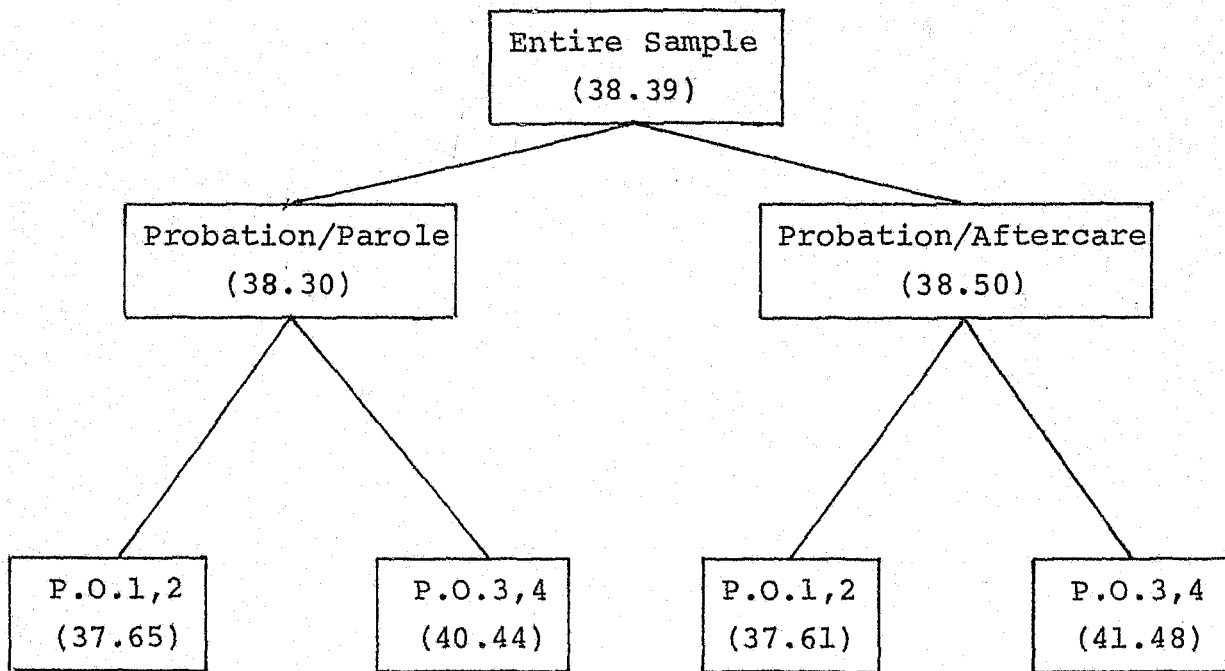 Entire Sample
(38.39)
Probation/Parole
(38.30)
Probation/Aftercare
(38.50)
P.O.1,2
(37.65)
P.O.3,4
(40.44)
P.O.1,2
(37.61)
P.O.3,4
(41.48)